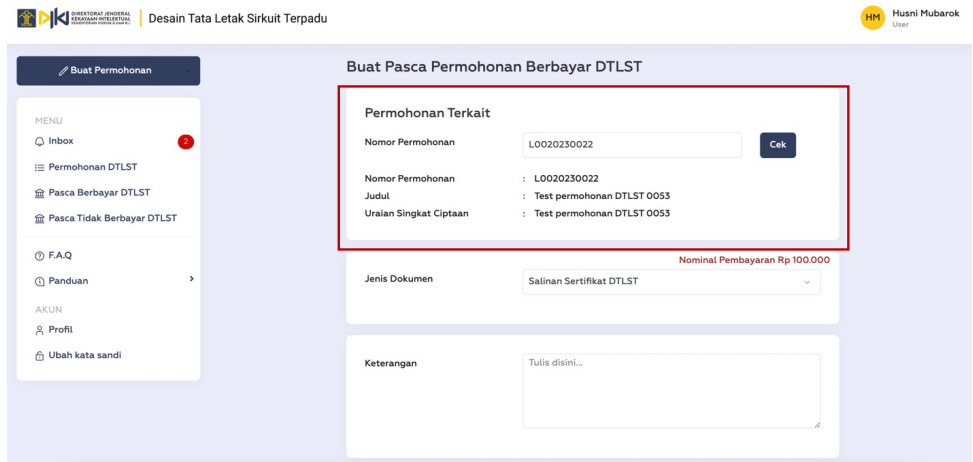 DIREKTORAT JENDERAL
KEKAYAAN INTELEKTUAL
KEMENTERIAN HUKUM & HAM R.I.
Desain Tata Letak Sirkuit Terpadu
HM
Husni Mubarok
User
Buat Permohonan
MENU
Inbox
2
Permohonan DTLST
Pasca Berbayar DTLST
Pasca Tidak Berbayar DTLST
F.A.Q
Panduan
AKUN
Profil
Ubah kata sandi
Buat Pasca Permohonan Berbayar DTLST
Permohonan Terkait
Nomor Permohonan L0020230022 Cek
Nomor Permohonan : L0020230022
Judul : Test permohonan DTLST 0053
Uraian Singkat Ciptaan : Test permohonan DTLST 0053
Nominal Pembayaran Rp 100.000
Jenis Dokumen Salinan Sertifikat DTLST
Keterangan Tulis disini...